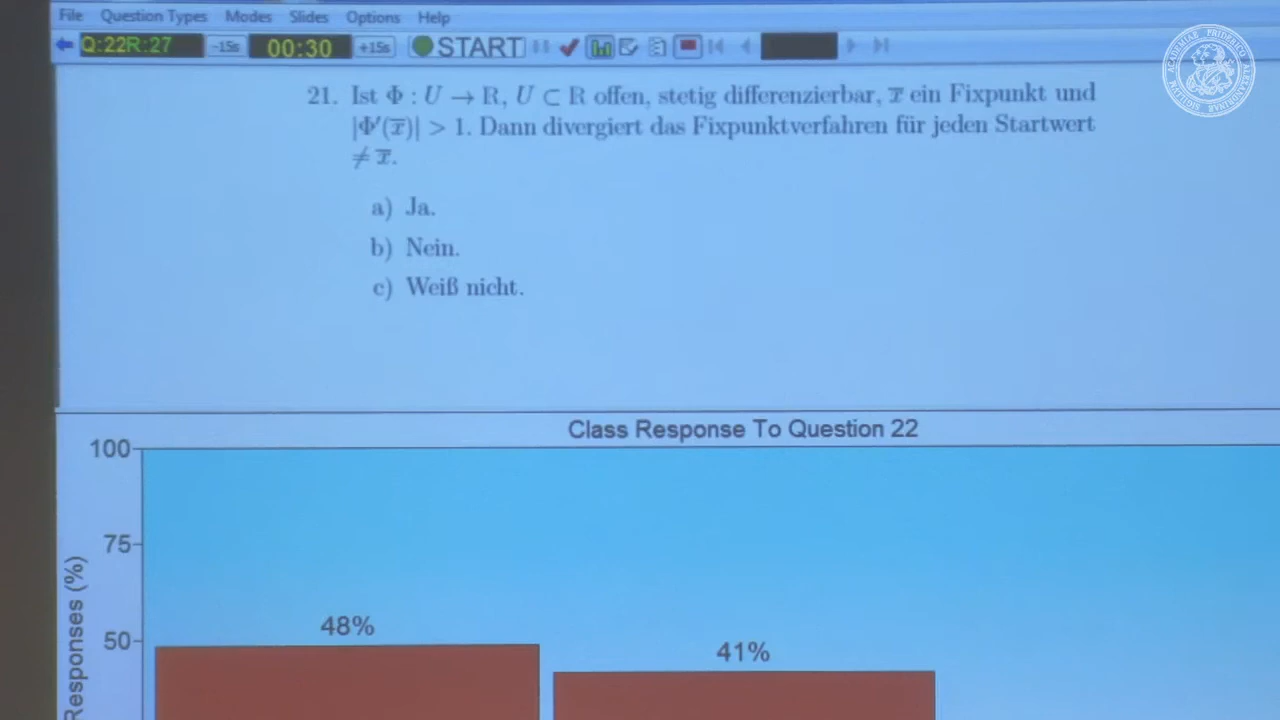 File Question Types Modes Slides Options Help
Q:22R:27 -15s 00:30 +15s START
21. Ist Φ : U → R, U ⊂ R offen, stetig differenzierbar, x̅ ein Fixpunkt und
|Φ′(x̅)| > 1. Dann divergiert das Fixpunktverfahren für jeden Startwert
≠ x̅.
a) Ja.
b) Nein.
c) Weiß nicht.
Class Response To Question 22
100
75
50
Responses (%)
48%
41%